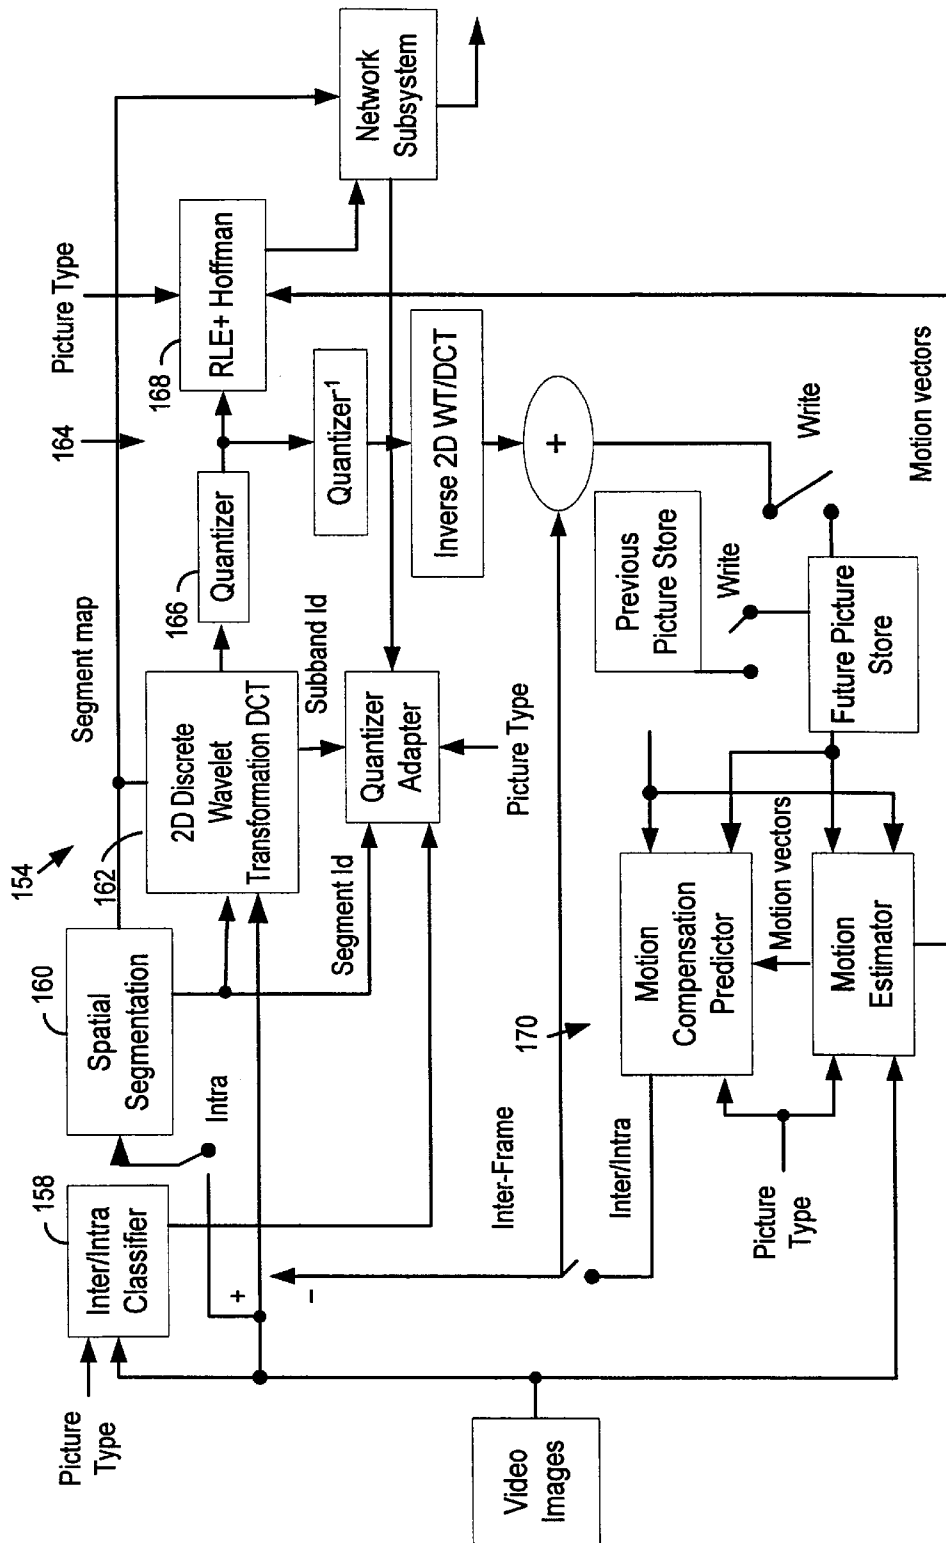 Picture
Type
158
Inter/Intra
Classifier
160
Spatial
Segmentation
Intra
154
162
2D Discrete
Wavelet
Transformation DCT
Segment map
164
166
Quantizer
168
RLE+ Hoffman
Picture Type
Network
Subsystem
Segment Id
Subband Id
Quantizer
Adapter
Picture Type
Quantizer-1
Inverse 2D WT/DCT
+
+
–
Video
Images
Inter-Frame
170
Inter/Intra
Motion
Compensation
Predictor
Motion vectors
Picture
Type
Motion
Estimator
Previous
Picture Store
Write
Write
Future Picture
Store
Motion vectors